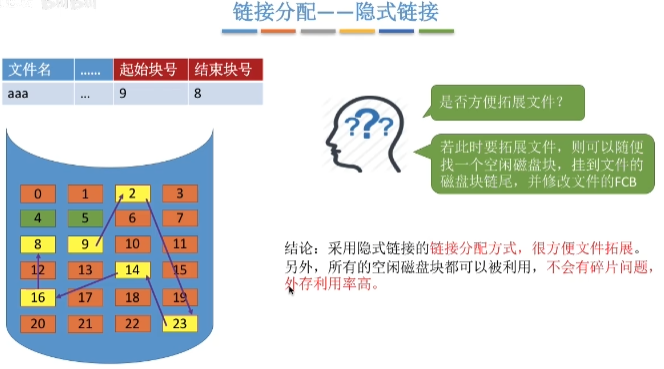 链接分配——隐式链接
文件名 …… 起始块号 结束块号
aaa ... 9 8
是否方便拓展文件？
若此时要拓展文件，则可以随便
找一个空闲磁盘块，挂到文件的
磁盘块链尾，并修改文件的FCB
0 1 2 3
4 5 6 7
8 9 10 11
12 13 14 15
16 17 18 19
20 21 22 23
???
结论：采用隐式链接的链接分配方式，很方便文件拓展。
另外，所有的空闲磁盘块都可以被利用，不会有碎片问题，
外存利用率高。